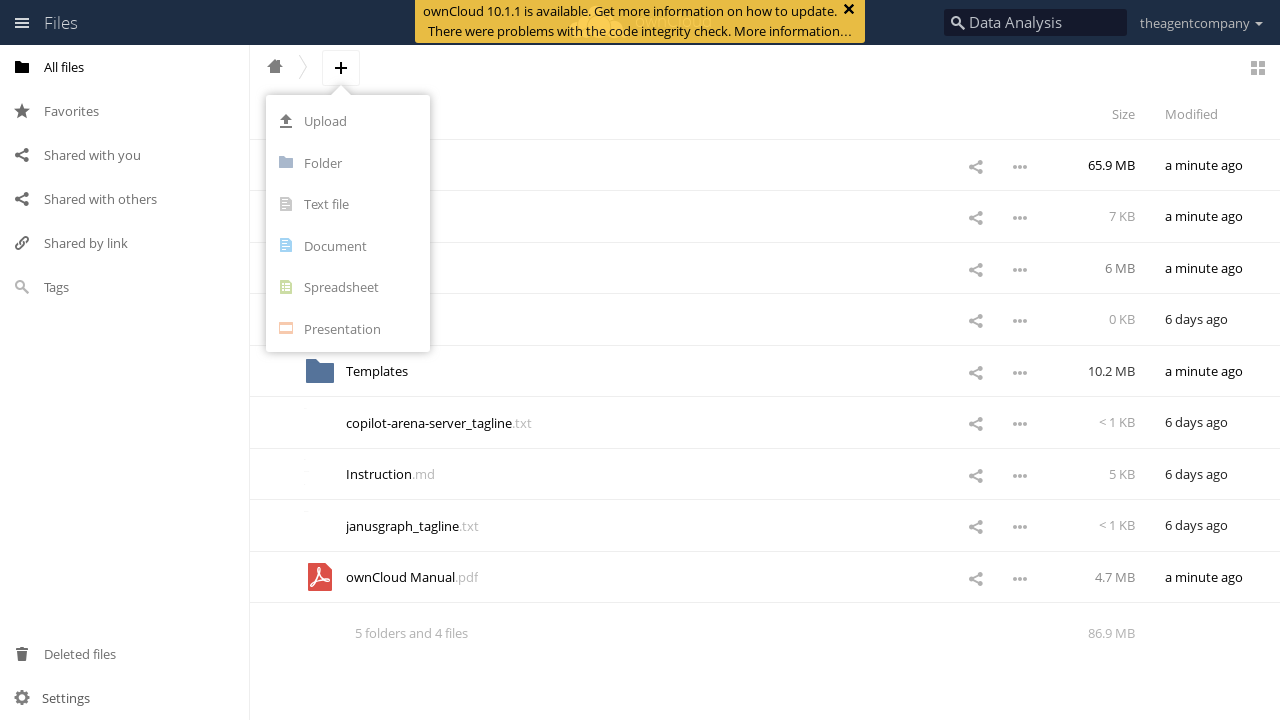 Files
ownCloud 10.1.1 is available. Get more information on how to update.
There were problems with the code integrity check. More information…
Data Analysis
theagentcompany
All files
Favorites
Shared with you
Shared with others
Shared by link
Tags
Deleted files
Settings
Upload
Folder
Text file
Document
Spreadsheet
Presentation
Size
Modified
65.9 MB
a minute ago
7 KB
a minute ago
6 MB
a minute ago
0 KB
6 days ago
Templates
10.2 MB
a minute ago
copilot-arena-server_tagline.txt
< 1 KB
6 days ago
Instruction.md
5 KB
6 days ago
janusgraph_tagline.txt
< 1 KB
6 days ago
ownCloud Manual.pdf
4.7 MB
a minute ago
5 folders and 4 files
86.9 MB